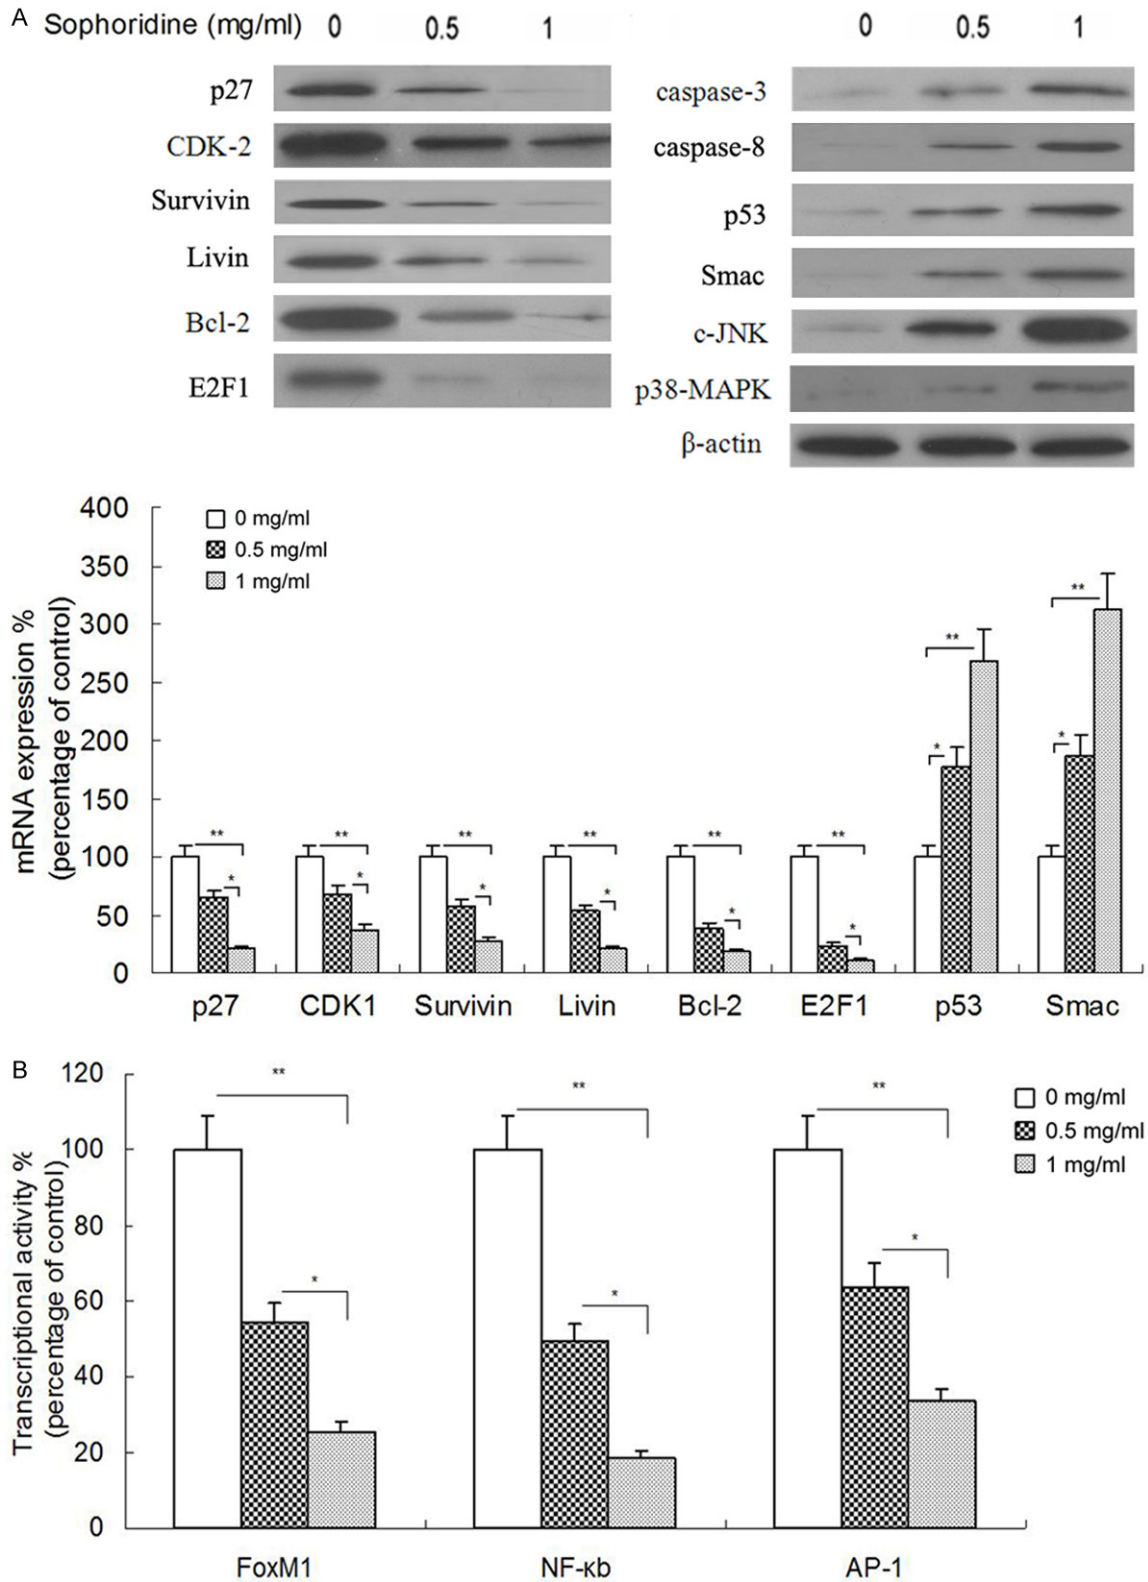 A
Sophoridine (mg/ml) 0 0.5 1 0 0.5 1
p27
CDK-2
Survivin
Livin
Bcl-2
E2F1
caspase-3
caspase-8
p53
Smac
c-JNK
p38-MAPK
β-actin
mRNA expression %
(percentage of control)
400
350
300
250
200
150
100
50
0
0 mg/ml
0.5 mg/ml
1 mg/ml
** * ** * ** * ** * ** * ** * * ** * **
p27 CDK1 Survivin Livin Bcl-2 E2F1 p53 Smac
B
Transcriptional activity %
(percentage of control)
120
100
80
60
40
20
0
** * ** * ** *
0 mg/ml
0.5 mg/ml
1 mg/ml
FoxM1 NF-κb AP-1